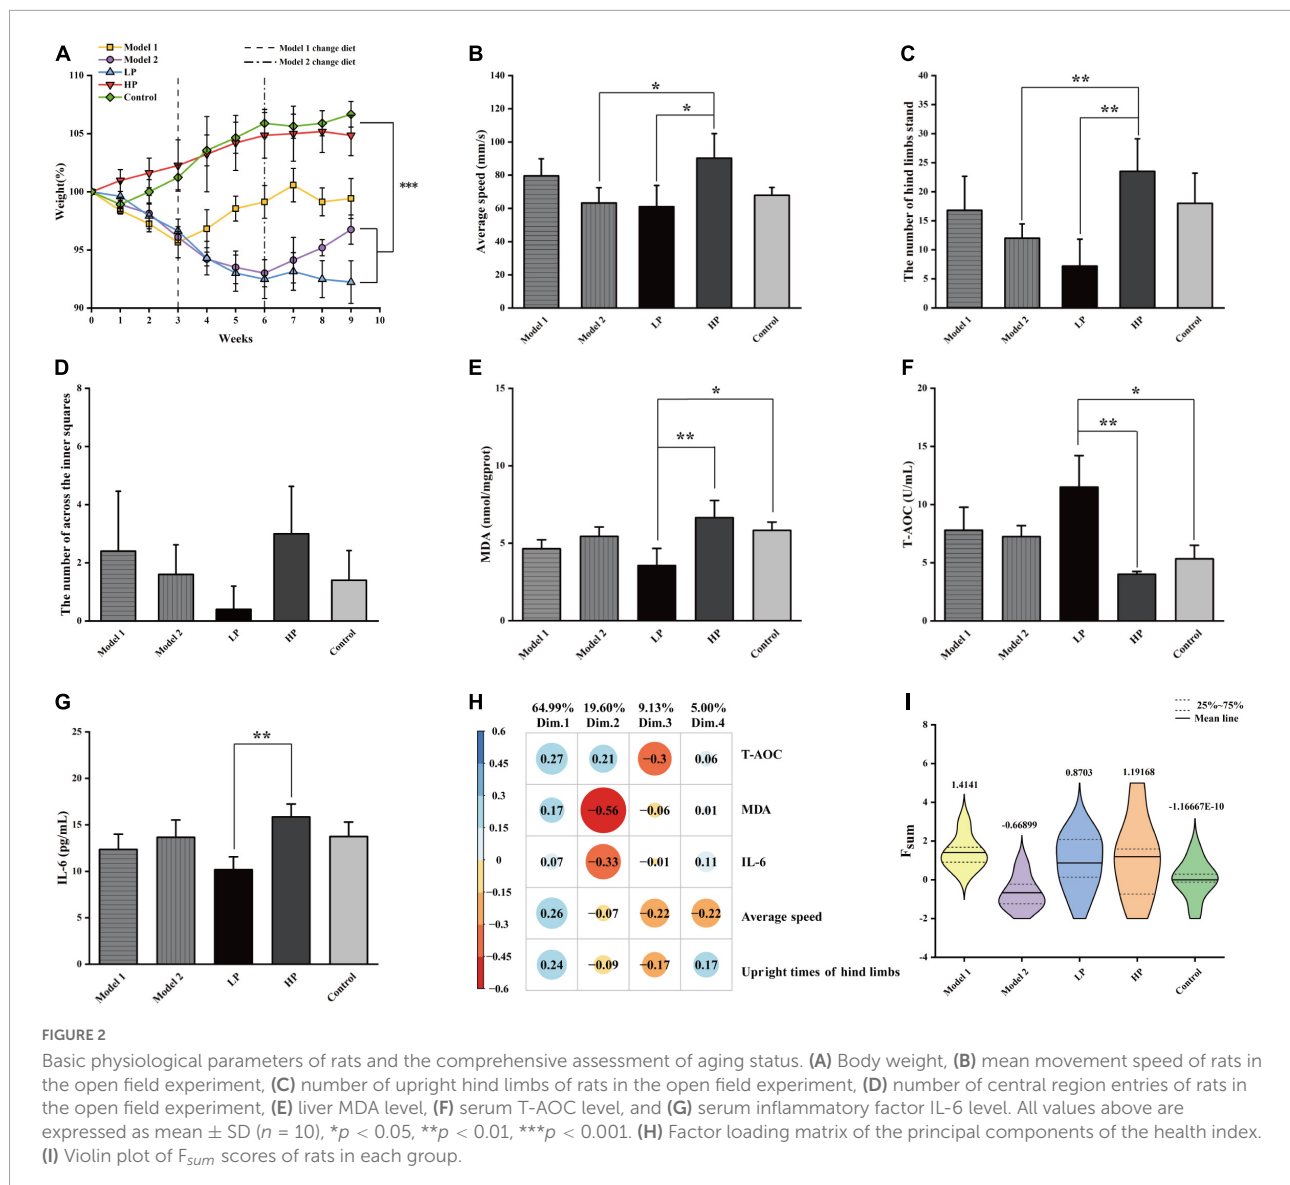 A
Model 1
Model 2
LP
HP
Control
Model 1 change diet
Model 2 change diet
110
105
100
95
90
Weight(%)
***
0 1 2 3 4 5 6 7 8 9 10
Weeks
B
140
120
100
80
60
40
20
0
Average speed (mm/s)
*
*
Model 1 Model 2 LP HP Control
C
40
35
30
25
20
15
10
5
0
The number of hind limbs stand
**
**
Model 1 Model 2 LP HP Control
D
8
6
4
2
0
The number of across the inner squares
Model 1 Model 2 LP HP Control
E
15
10
5
0
MDA (nmol/mgprot)
*
**
Model 1 Model 2 LP HP Control
F
20
15
10
5
0
T-AOC (U/mL)
*
**
Model 1 Model 2 LP HP Control
G
25
20
15
10
5
0
IL-6 (pg/mL)
**
Model 1 Model 2 LP HP Control
H
64.99% 19.60% 9.13% 5.00%
Dim.1 Dim.2 Dim.3 Dim.4
0.6
0.45
0.3
0.15
0
−0.15
−0.3
−0.45
−0.6
0.27 0.21 −0.3 0.06 T-AOC
0.17 −0.56 −0.06 0.01 MDA
0.07 −0.33 −0.01 0.11 IL-6
0.26 −0.07 −0.22 −0.22 Average speed
0.24 −0.09 −0.17 0.17 Upright times of hind limbs
I
25%~75%
Mean line
8
6
4
2
0
-2
-4
Fsum
1.4141
-0.66899
0.8703
1.19168
-1.16667E-10
Model 1 Model 2 LP HP Control
FIGURE 2
Basic physiological parameters of rats and the comprehensive assessment of aging status. (A) Body weight, (B) mean movement speed of rats in
the open field experiment, (C) number of upright hind limbs of rats in the open field experiment, (D) number of central region entries of rats in
the open field experiment, (E) liver MDA level, (F) serum T-AOC level, and (G) serum inflammatory factor IL-6 level. All values above are
expressed as mean ± SD (n = 10), *p < 0.05, **p < 0.01, ***p < 0.001. (H) Factor loading matrix of the principal components of the health index.
(I) Violin plot of Fsum scores of rats in each group.